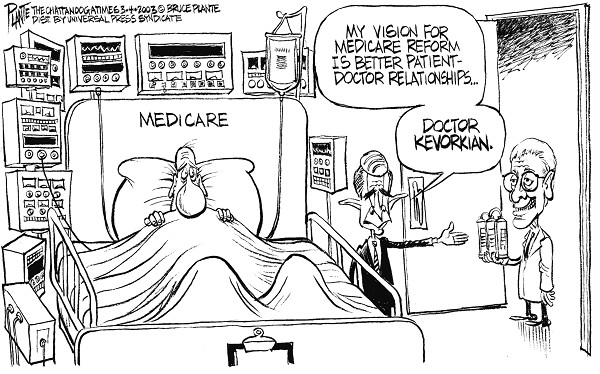 PLANTE THE CHATTANOOGA TIMES 3-4-2003 © BRUCE PLANTE
DIST BY UNIVERSAL PRESS SYNDICATE
MY VISION FOR
MEDICARE REFORM
IS BETTER PATIENT-
DOCTOR RELATIONSHIPS...
DOCTOR
KEVORKIAN.
MEDICARE